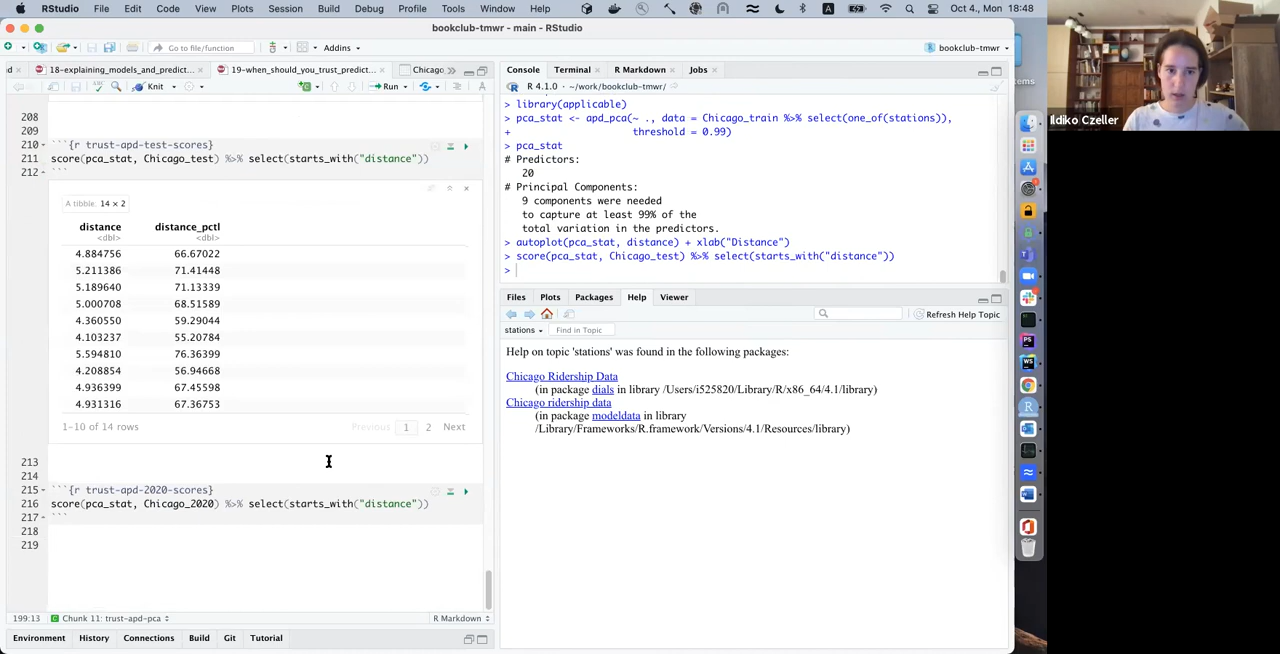 RStudio File Edit Code View Plots Session Build Debug Profile Tools Window Help A Oct 4., Mon 18:48
bookclub-tmwr - main - RStudio
Go to file/function Addins bookclub-tmwr
d 18-explaining_models_and_predict... 19-when_should_you_trust_predict... Chicago
Knit Run
208
209
210 ```{r trust-apd-test-scores}
211 score(pca_stat, Chicago_test) %>% select(starts_with("distance"))
212 ```
A tibble: 14 × 2
distance distance_pctl
<dbl> <dbl>
4.884756 66.67022
5.211386 71.41448
5.189640 71.13339
5.000708 68.51589
4.360550 59.29044
4.103237 55.20784
5.594810 76.36399
4.208854 56.94668
4.936399 67.45598
4.931316 67.36753
1-10 of 14 rows Previous 1 2 Next
213
214
215 ```{r trust-apd-2020-scores}
216 score(pca_stat, Chicago_2020) %>% select(starts_with("distance"))
217 ```
218
219
199:13 Chunk 11: trust-apd-pca R Markdown
Environment History Connections Build Git Tutorial
Console Terminal R Markdown Jobs
R 4.1.0 · ~/work/bookclub-tmwr/
> library(applicable)
> pca_stat <- apd_pca(~ ., data = Chicago_train %>% select(one_of(stations)),
+ threshold = 0.99)
> pca_stat
# Predictors:
20
# Principal Components:
9 components were needed
to capture at least 99% of the
total variation in the predictors.
> autoplot(pca_stat, distance) + xlab("Distance")
> score(pca_stat, Chicago_test) %>% select(starts_with("distance"))
>
Files Plots Packages Help Viewer
Refresh Help Topic
stations Find in Topic
Help on topic 'stations' was found in the following packages:
Chicago Ridership Data
(in package dials in library /Users/i525820/Library/R/x86_64/4.1/library)
Chicago ridership data
(in package modeldata in library
/Library/Frameworks/R.framework/Versions/4.1/Resources/library)
Ildiko Czeller